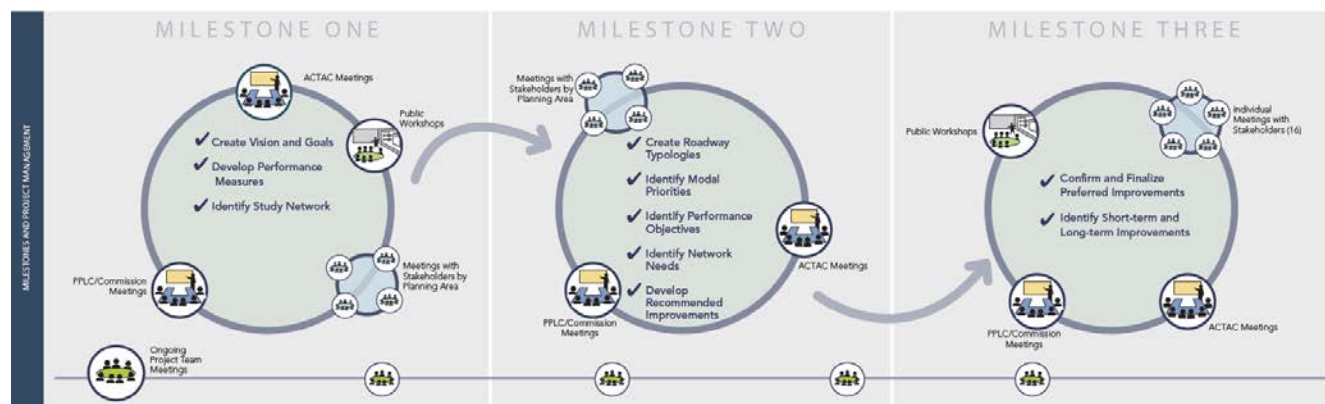 MILESTONES AND PROJECT MANAGEMENT
MILESTONE ONE
ACTAC Meetings
Public
Workshops
Create Vision and Goals
Develop Performance
Measures
Identify Study Network
PPLC/Commission
Meetings
Meetings with
Stakeholders by
Planning Area
Ongoing
Project Team
Meetings
MILESTONE TWO
Meetings with
Stakeholders by
Planning Area
Create Roadway
Typologies
Identify Modal
Priorities
Identify Performance
Objectives
Identify Network
Needs
Develop
Recommended
Improvements
ACTAC Meetings
PPLC/Commission
Meetings
MILESTONE THREE
Public Workshops
Individual
Meetings with
Stakeholders (16)
Confirm and Finalize
Preferred Improvements
Identify Short-term and
Long-term Improvements
PPLC/Commission
Meetings
ACTAC Meetings